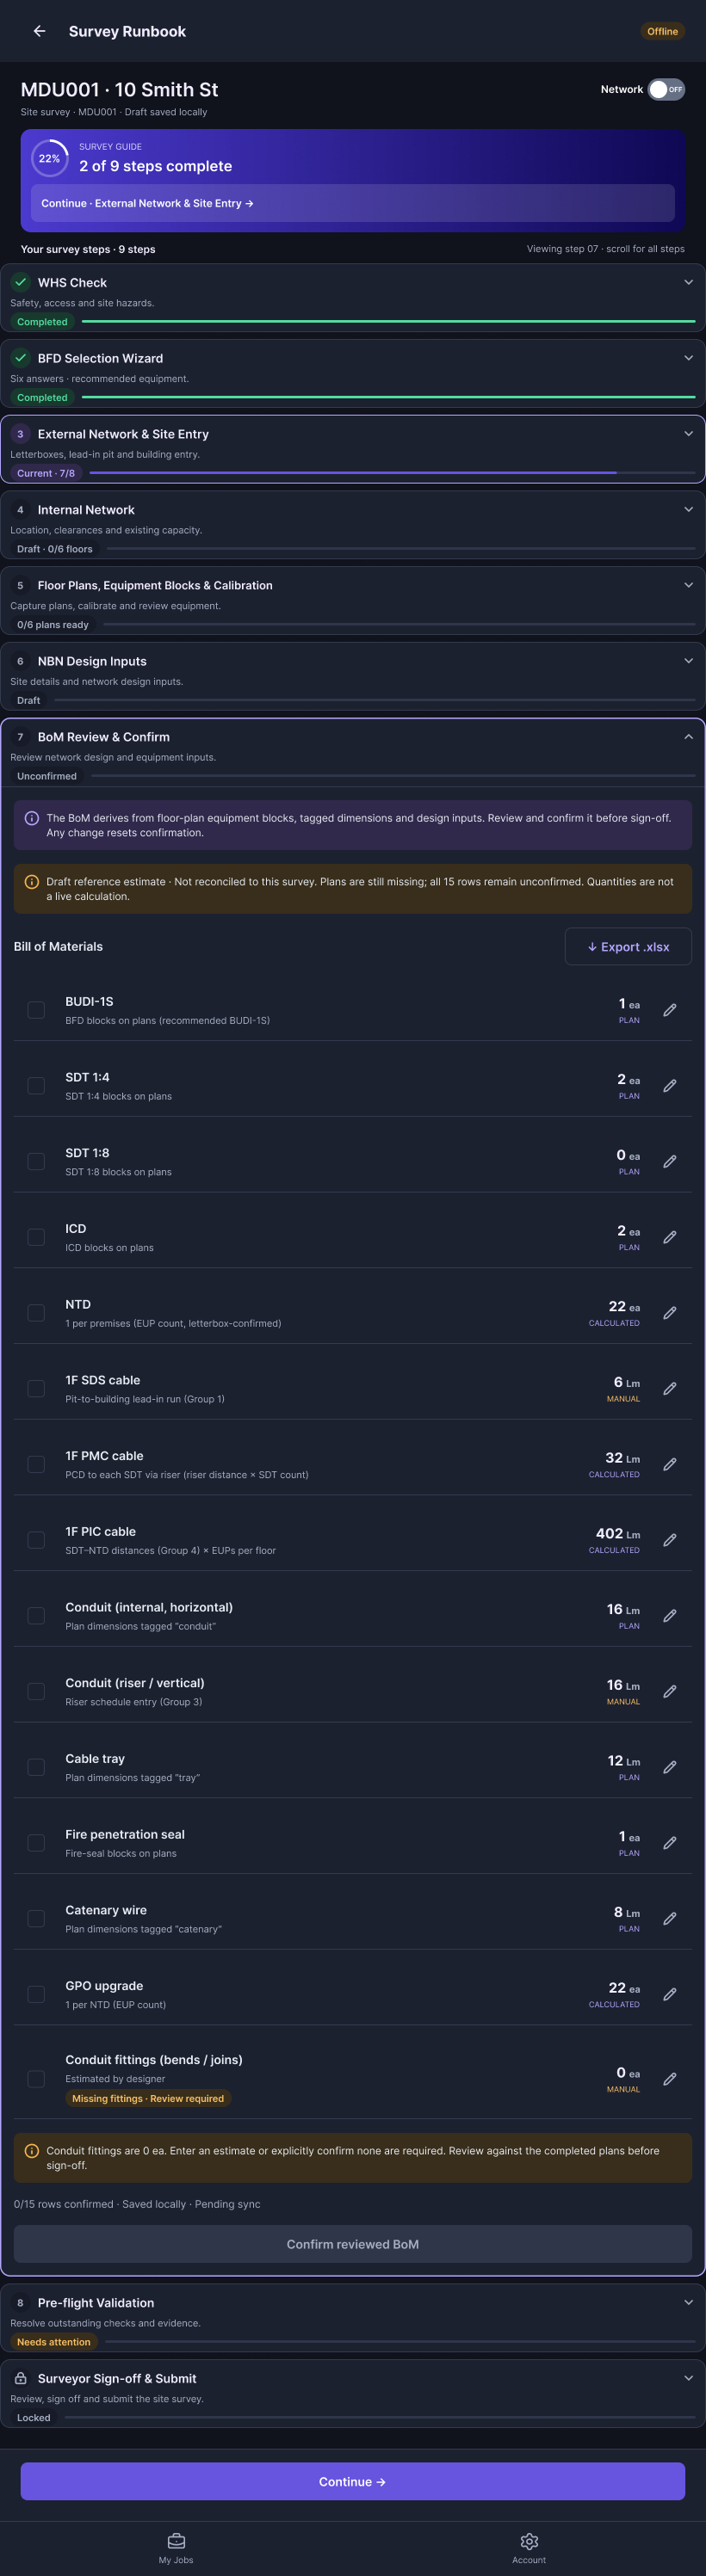 Survey Runbook
Offline
MDU001 · 10 Smith St
Network
OFF
Site survey · MDU001 · Draft saved locally
22%
SURVEY GUIDE
2 of 9 steps complete
Continue · External Network & Site Entry →
Your survey steps · 9 steps
Viewing step 07 · scroll for all steps
WHS Check
Safety, access and site hazards.
Completed
BFD Selection Wizard
Six answers · recommended equipment.
Completed
3
External Network & Site Entry
Letterboxes, lead-in pit and building entry.
Current · 7/8
4
Internal Network
Location, clearances and existing capacity.
Draft · 0/6 floors
5
Floor Plans, Equipment Blocks & Calibration
Capture plans, calibrate and review equipment.
0/6 plans ready
6
NBN Design Inputs
Site details and network design inputs.
Draft
7
BoM Review & Confirm
Review network design and equipment inputs.
Unconfirmed
The BoM derives from floor-plan equipment blocks, tagged dimensions and design inputs. Review and confirm it before sign-off.
Any change resets confirmation.
Draft reference estimate · Not reconciled to this survey. Plans are still missing; all 15 rows remain unconfirmed. Quantities are not
a live calculation.
Bill of Materials
↓ Export .xlsx
BUDI-1S
BFD blocks on plans (recommended BUDI-1S)
1 ea
PLAN
SDT 1:4
SDT 1:4 blocks on plans
2 ea
PLAN
SDT 1:8
SDT 1:8 blocks on plans
0 ea
PLAN
ICD
ICD blocks on plans
2 ea
PLAN
NTD
1 per premises (EUP count, letterbox-confirmed)
22 ea
CALCULATED
1F SDS cable
Pit-to-building lead-in run (Group 1)
6 Lm
MANUAL
1F PMC cable
PCD to each SDT via riser (riser distance × SDT count)
32 Lm
CALCULATED
1F PIC cable
SDT–NTD distances (Group 4) × EUPs per floor
402 Lm
CALCULATED
Conduit (internal, horizontal)
Plan dimensions tagged “conduit”
16 Lm
PLAN
Conduit (riser / vertical)
Riser schedule entry (Group 3)
16 Lm
MANUAL
Cable tray
Plan dimensions tagged “tray”
12 Lm
PLAN
Fire penetration seal
Fire-seal blocks on plans
1 ea
PLAN
Catenary wire
Plan dimensions tagged “catenary”
8 Lm
PLAN
GPO upgrade
1 per NTD (EUP count)
22 ea
CALCULATED
Conduit fittings (bends / joins)
Estimated by designer
Missing fittings · Review required
0 ea
MANUAL
Conduit fittings are 0 ea. Enter an estimate or explicitly confirm none are required. Review against the completed plans before
sign-off.
0/15 rows confirmed · Saved locally · Pending sync
Confirm reviewed BoM
8
Pre-flight Validation
Resolve outstanding checks and evidence.
Needs attention
Surveyor Sign-off & Submit
Review, sign off and submit the site survey.
Locked
Continue →
My Jobs
Account